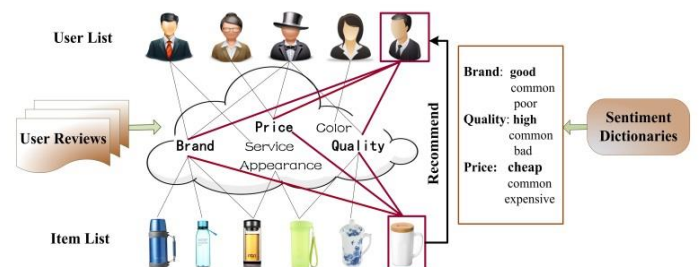 User List
User Reviews
Price
Color
Brand
Service
Quality
Appearance
Recommend
Brand: good
common
poor
Quality: high
common
bad
Price: cheap
common
expensive
Sentiment
Dictionaries
Item List